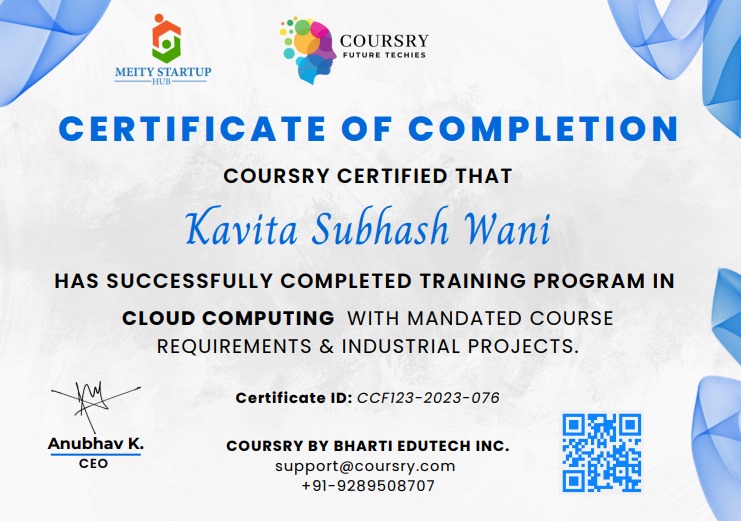 MEITY STARTUP
HUB
COURSRY
FUTURE TECHIES
CERTIFICATE OF COMPLETION
COURSRY CERTIFIED THAT
Kavita Subhash Wani
HAS SUCCESSFULLY COMPLETED TRAINING PROGRAM IN
CLOUD COMPUTING WITH MANDATED COURSE
REQUIREMENTS & INDUSTRIAL PROJECTS.
Certificate ID: CCF123-2023-076
Anubhav K.
CEO
COURSRY BY BHARTI EDUTECH INC.
support@coursry.com
+91-9289508707